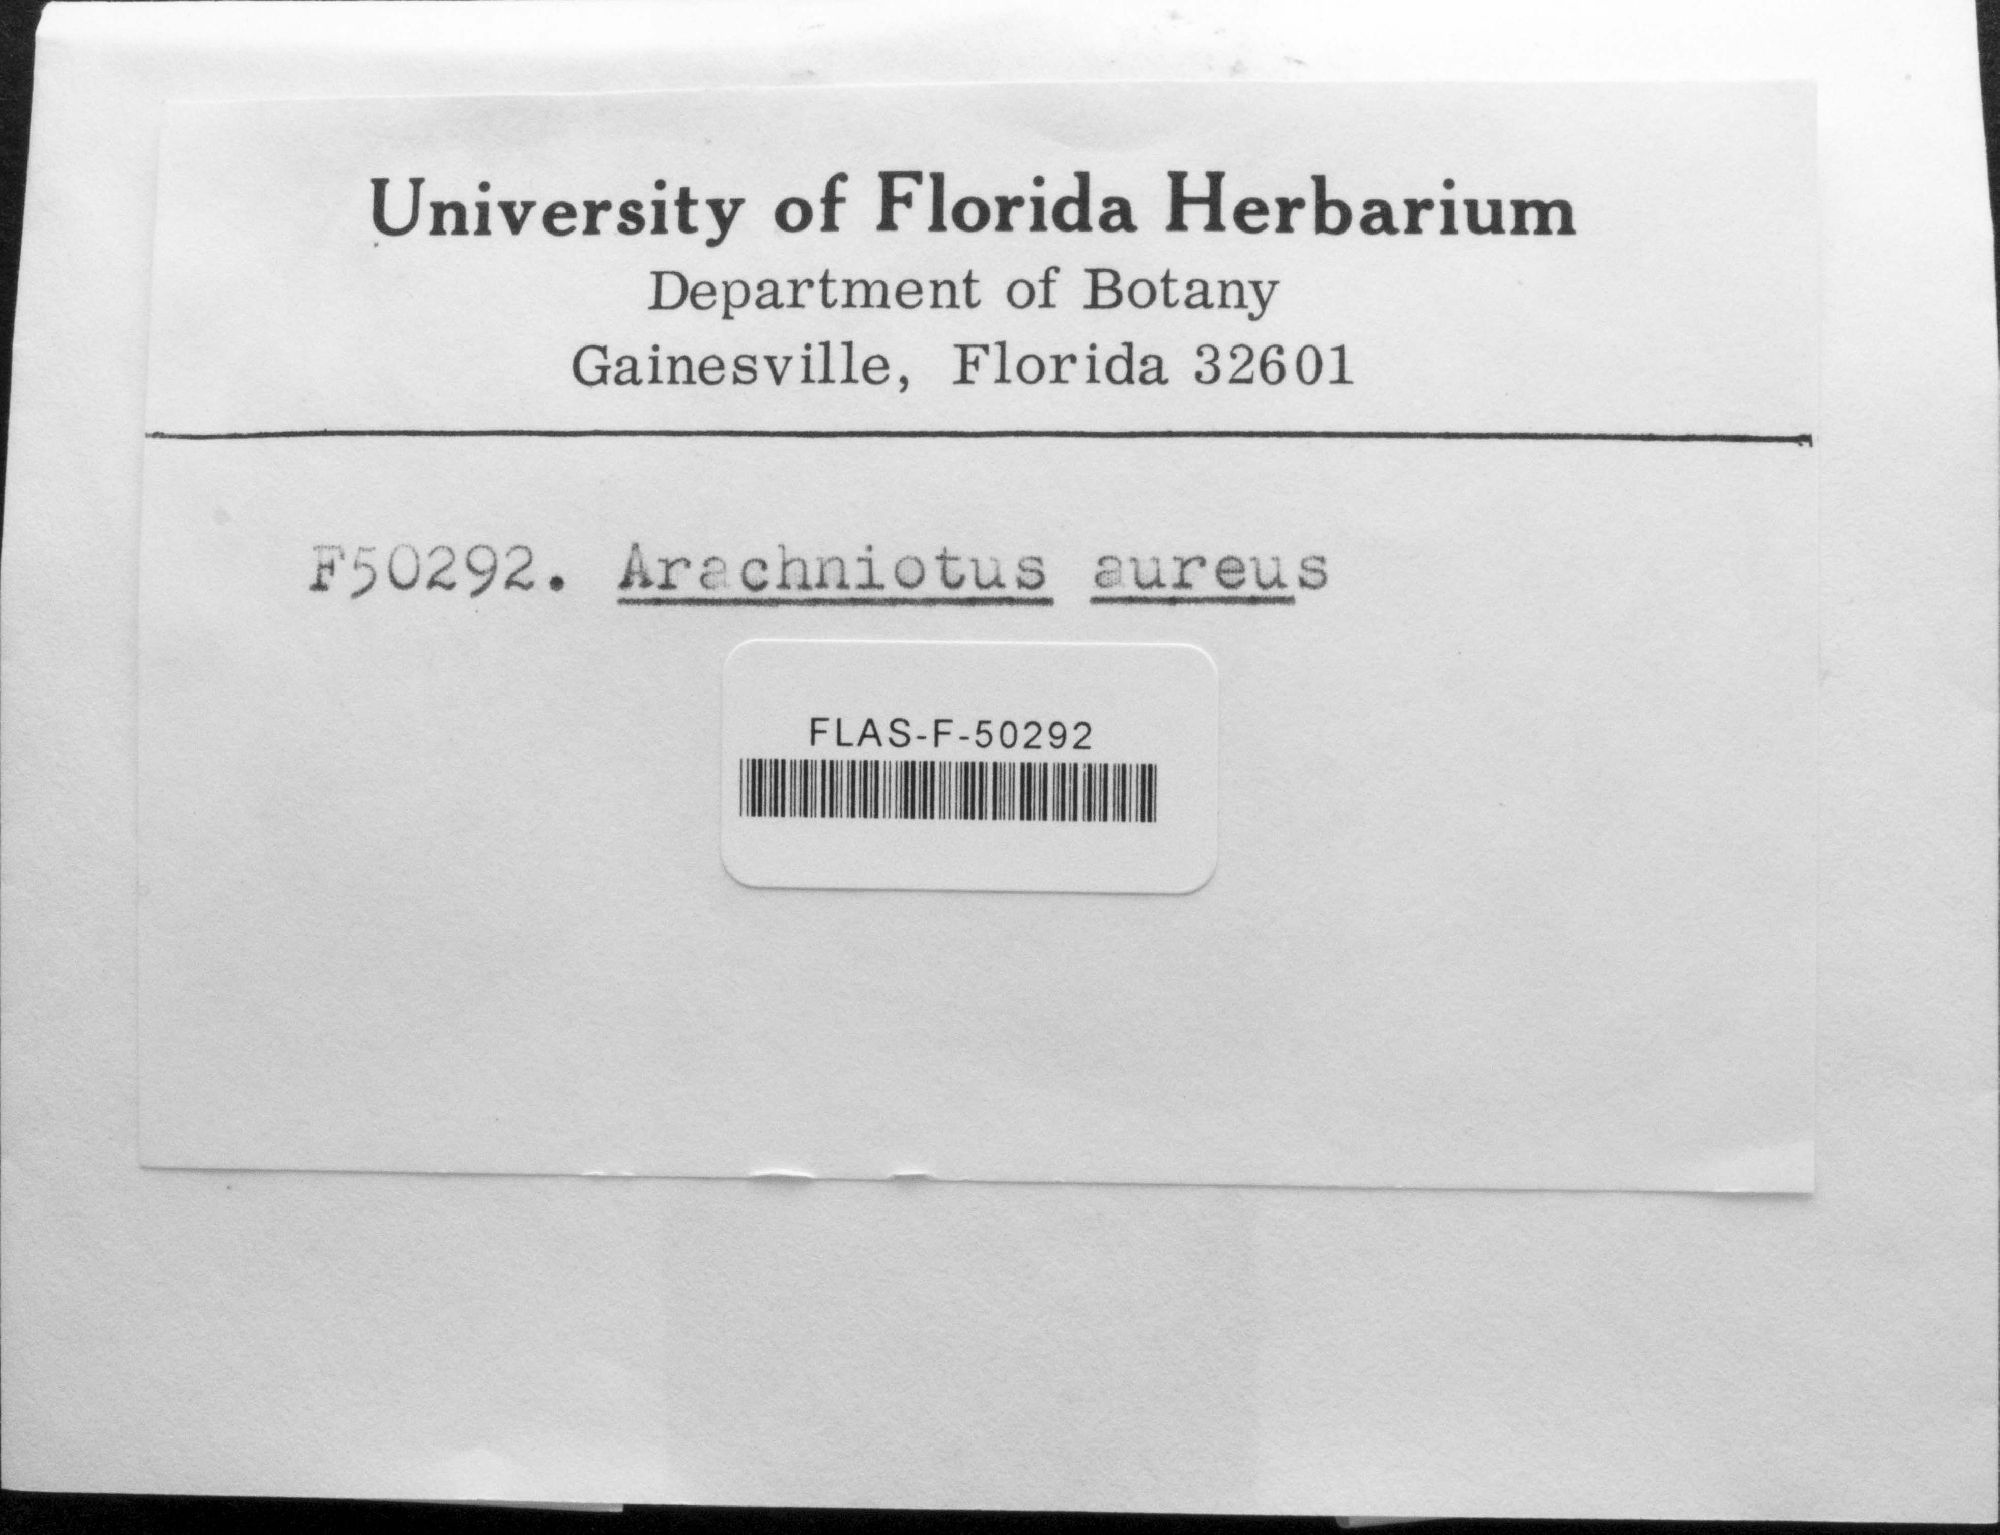 University of Florida Herbarium
Department of Botany
Gainesville, Florida 32601
F50292. Arachniotus aureus
FLAS-F-50292